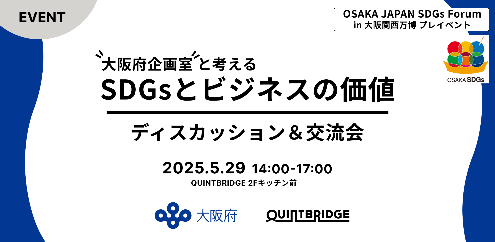 EVENT
OSAKA JAPAN SDGs Forum
in 大阪関西万博 プレイベント
OSAKA SDGs
大阪府企画室と考える
SDGsとビジネスの価値
ディスカッション＆交流会
2025.5.29 14:00-17:00
QUINTBRIDGE 2Fキッチン前
大阪府
QUINTBRIDGE